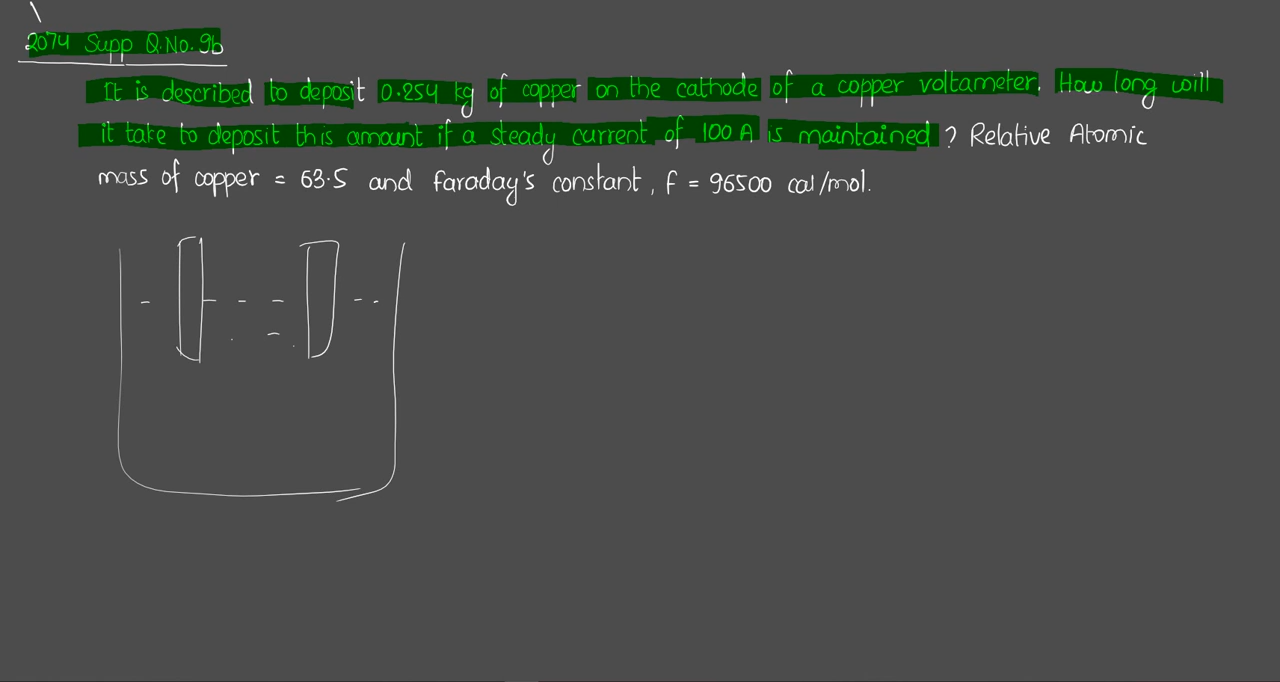 2074 Supp Q.No. 9b
It is described to deposit 0.254 kg of copper on the cathode of a copper voltameter. How long will
it take to deposit this amount if a steady current of 100 A is maintained ? Relative Atomic
mass of copper = 63.5 and faraday's constant, f = 96500 cal/mol.